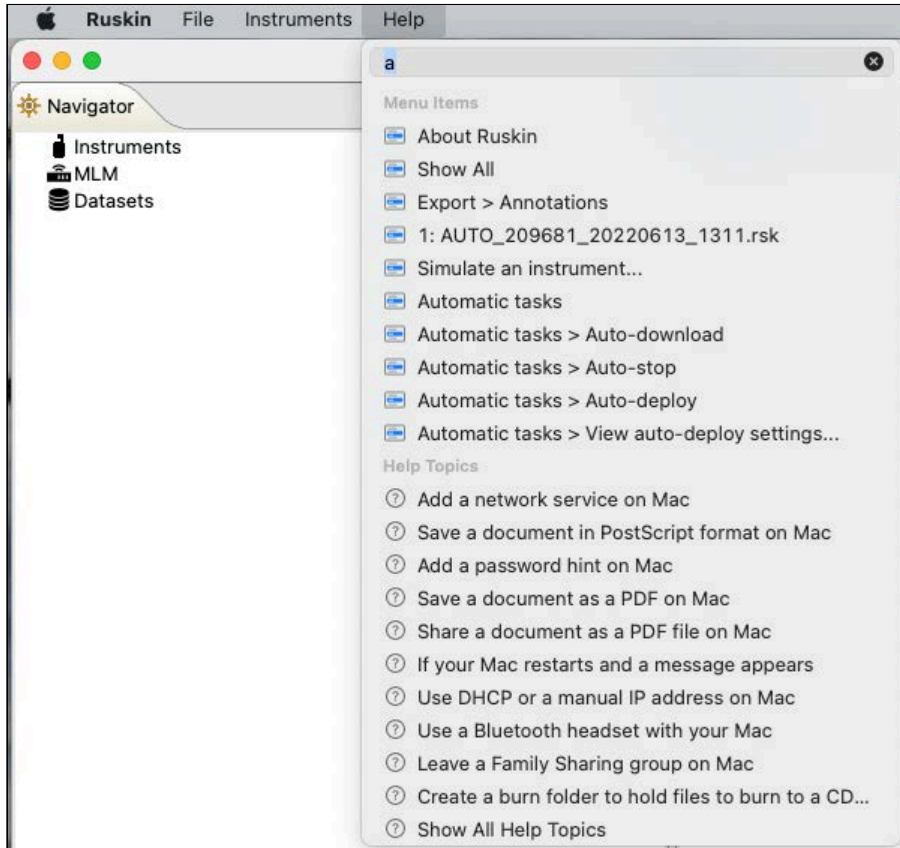 Ruskin File Instruments Help
a
Navigator
Instruments
MLM
Datasets
Menu Items
About Ruskin
Show All
Export > Annotations
1: AUTO_209681_20220613_1311.rsk
Simulate an instrument...
Automatic tasks
Automatic tasks > Auto-download
Automatic tasks > Auto-stop
Automatic tasks > Auto-deploy
Automatic tasks > View auto-deploy settings...
Help Topics
Add a network service on Mac
Save a document in PostScript format on Mac
Add a password hint on Mac
Save a document as a PDF on Mac
Share a document as a PDF file on Mac
If your Mac restarts and a message appears
Use DHCP or a manual IP address on Mac
Use a Bluetooth headset with your Mac
Leave a Family Sharing group on Mac
Create a burn folder to hold files to burn to a CD...
Show All Help Topics